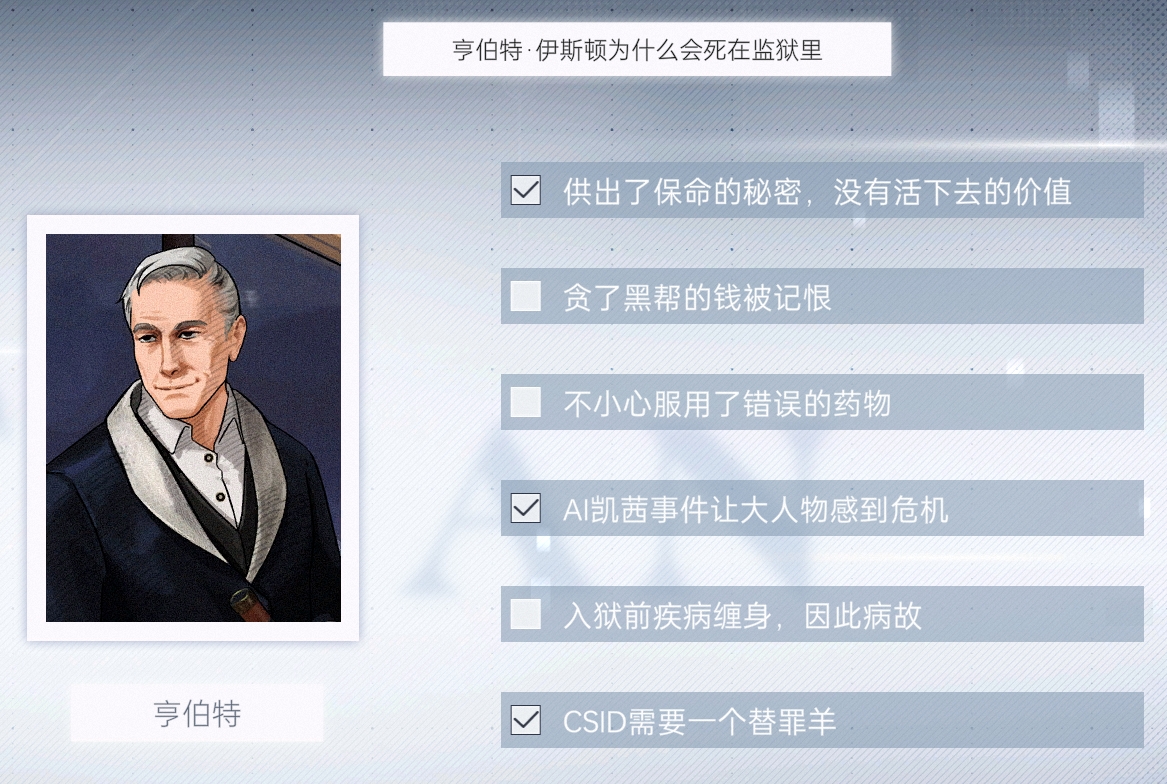 亨伯特·伊斯顿为什么会死在监狱里
供出了保命的秘密，没有活下去的价值
贪了黑帮的钱被记恨
不小心服用了错误的药物
AI凯茜事件让大人物感到危机
入狱前疾病缠身，因此病故
CSID需要一个替罪羊
亨伯特